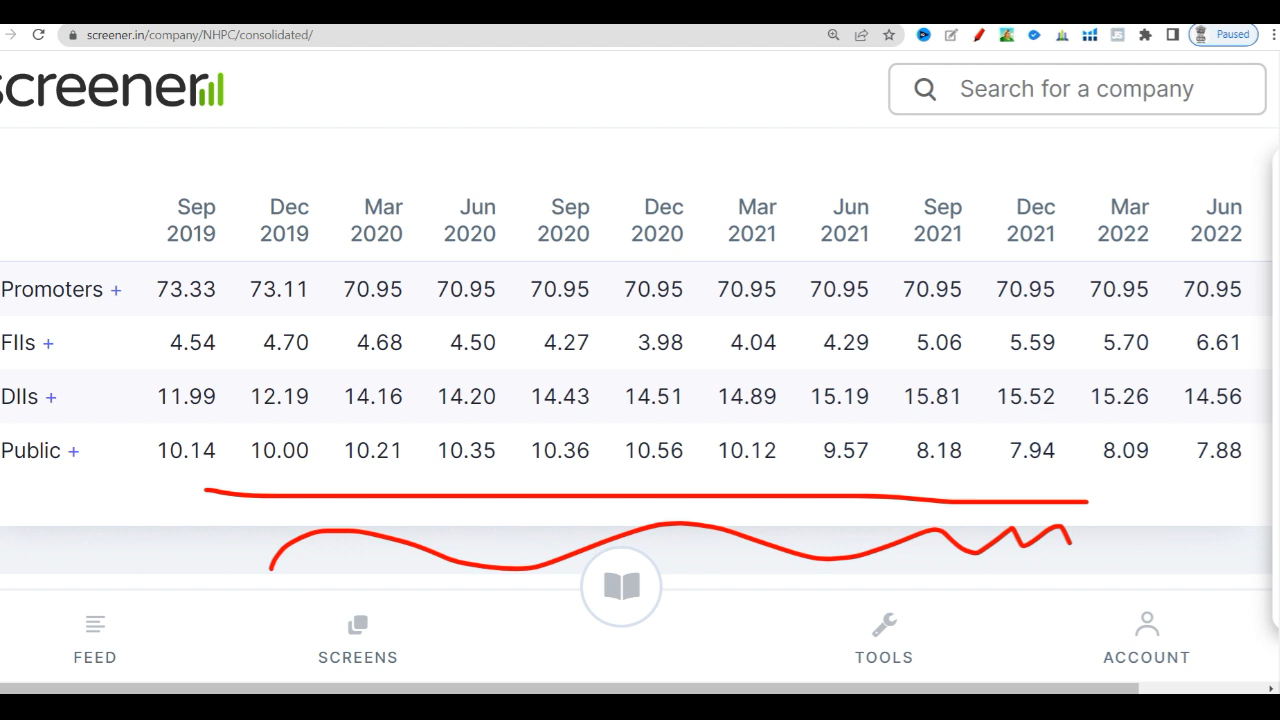 screener.in/company/NHPC/consolidated/ Paused
screener Search for a company
Sep Dec Mar Jun Sep Dec Mar Jun Sep Dec Mar Jun
2019 2019 2020 2020 2020 2020 2021 2021 2021 2021 2022 2022
Promoters + 73.33 73.11 70.95 70.95 70.95 70.95 70.95 70.95 70.95 70.95 70.95 70.95
FIIs + 4.54 4.70 4.68 4.50 4.27 3.98 4.04 4.29 5.06 5.59 5.70 6.61
DIIs + 11.99 12.19 14.16 14.20 14.43 14.51 14.89 15.19 15.81 15.52 15.26 14.56
Public + 10.14 10.00 10.21 10.35 10.36 10.56 10.12 9.57 8.18 7.94 8.09 7.88
FEED SCREENS TOOLS ACCOUNT